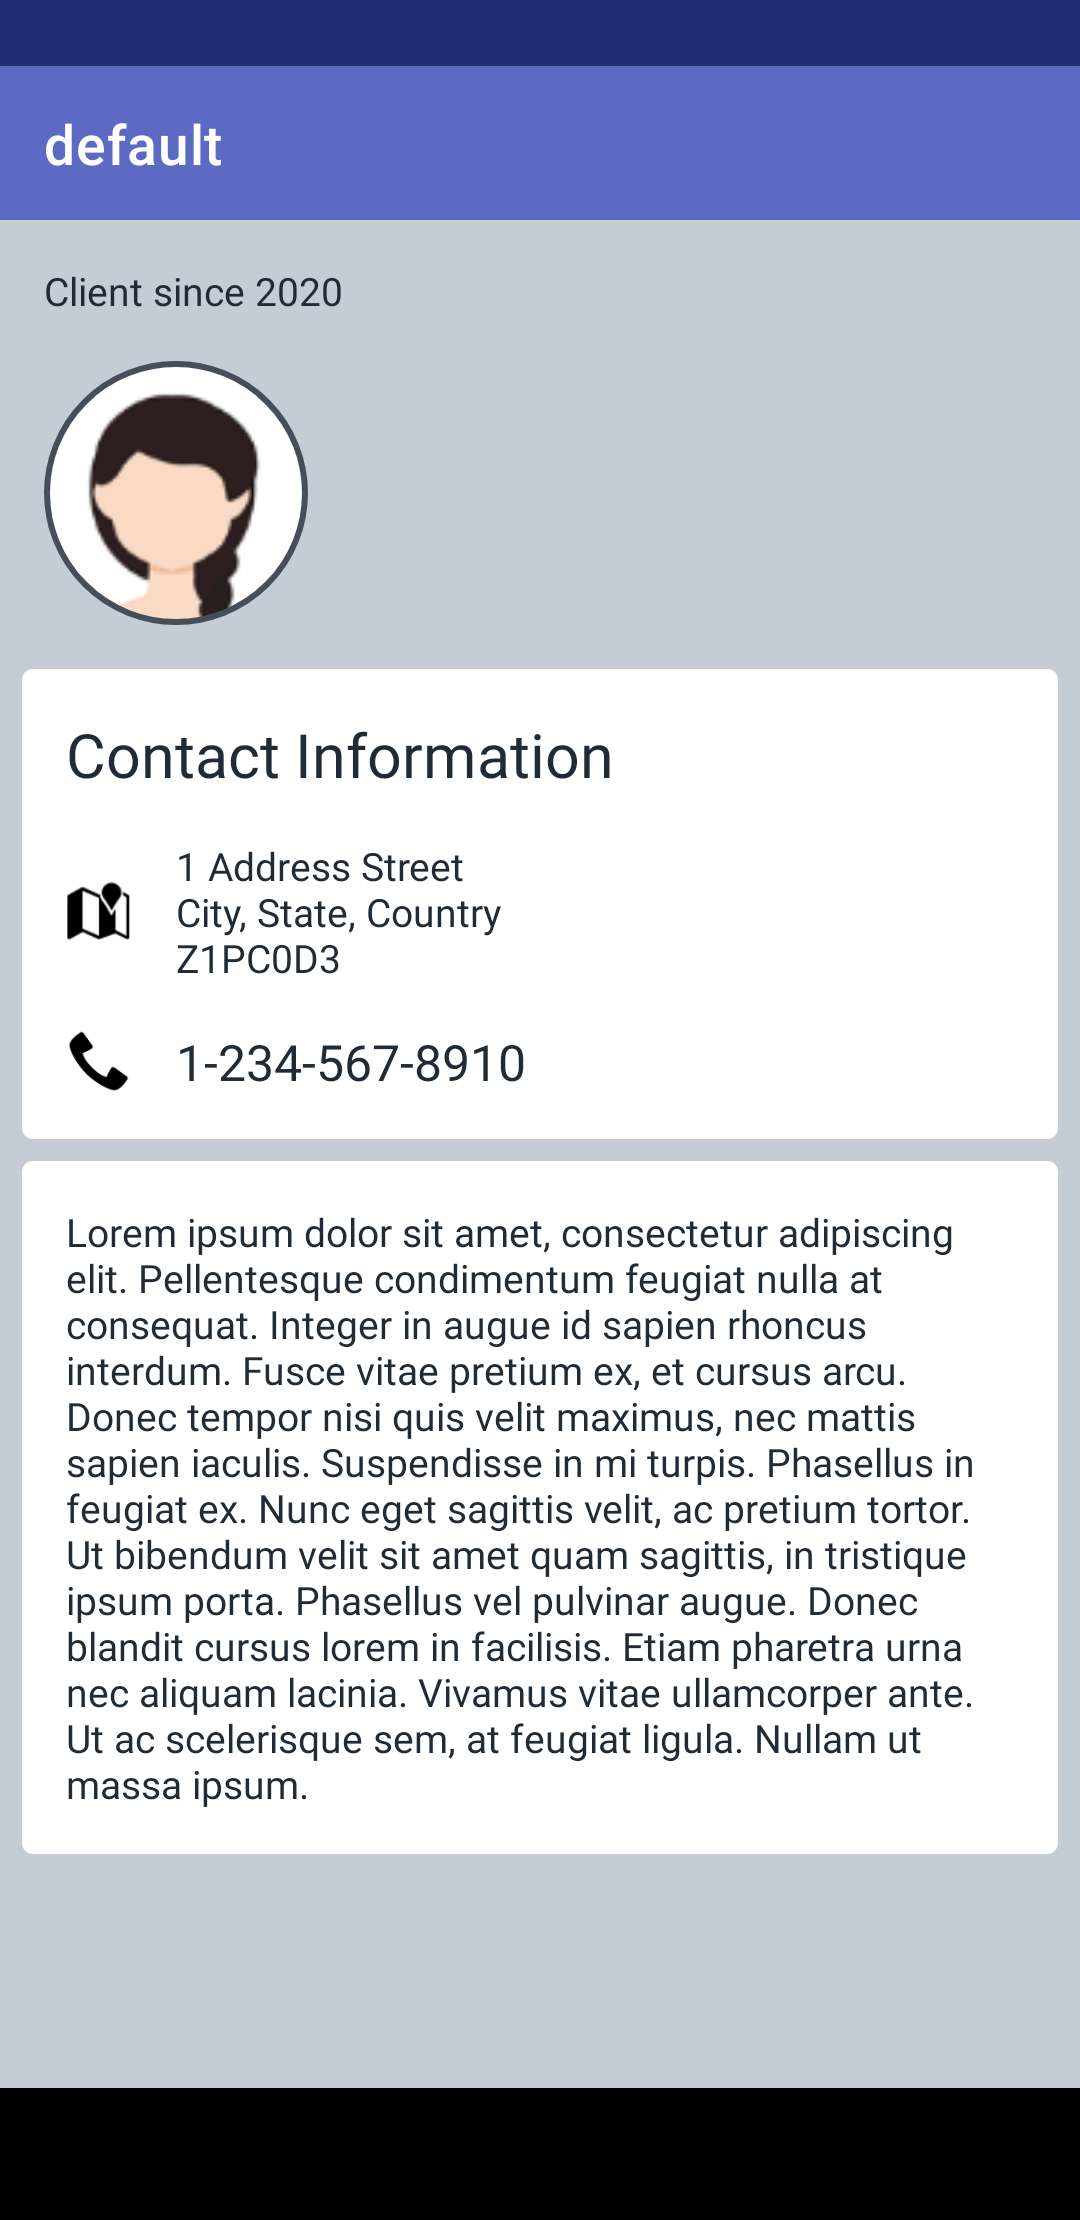 default
Client since 2020
Contact Information
1 Address Street
City, State, Country
Z1PC0D3
1-234-567-8910
Lorem ipsum dolor sit amet, consectetur adipiscing
elit. Pellentesque condimentum feugiat nulla at
consequat. Integer in augue id sapien rhoncus
interdum. Fusce vitae pretium ex, et cursus arcu.
Donec tempor nisi quis velit maximus, nec mattis
sapien iaculis. Suspendisse in mi turpis. Phasellus in
feugiat ex. Nunc eget sagittis velit, ac pretium tortor.
Ut bibendum velit sit amet quam sagittis, in tristique
ipsum porta. Phasellus vel pulvinar augue. Donec
blandit cursus lorem in facilisis. Etiam pharetra urna
nec aliquam lacinia. Vivamus vitae ullamcorper ante.
Ut ac scelerisque sem, at feugiat ligula. Nullam ut
massa ipsum.